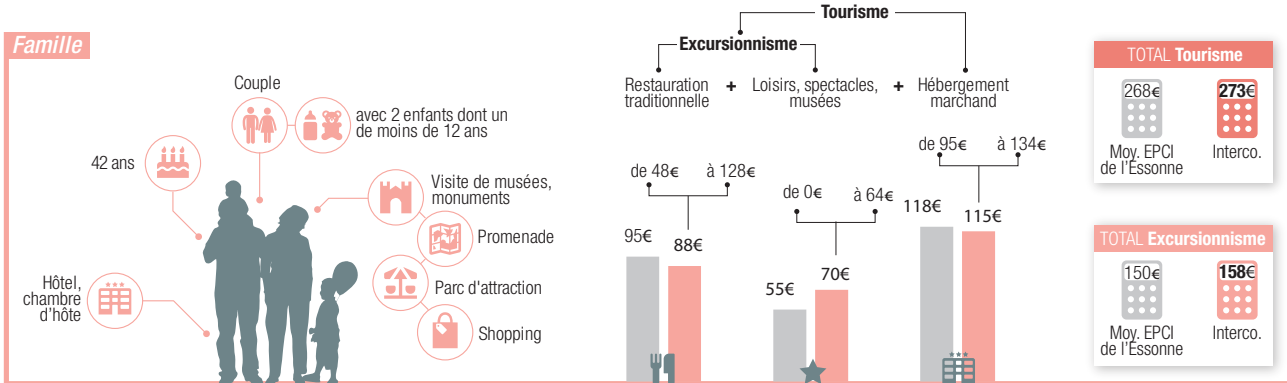 Famille
Couple
avec 2 enfants dont un
de moins de 12 ans
42 ans
Visite de musées,
monuments
Promenade
Parc d'attraction
Shopping
Hôtel,
chambre
d'hôte
Tourisme
Excursionnisme
Restauration
traditionnelle
+
Loisirs, spectacles,
musées
+
Hébergement
marchand
de 48€ à 128€
95€
88€
de 0€ à 64€
55€
70€
de 95€ à 134€
118€
115€
TOTAL Tourisme
268€
273€
Moy. EPCI
de l'Essonne
Interco.
TOTAL Excursionnisme
150€
158€
Moy. EPCI
de l'Essonne
Interco.